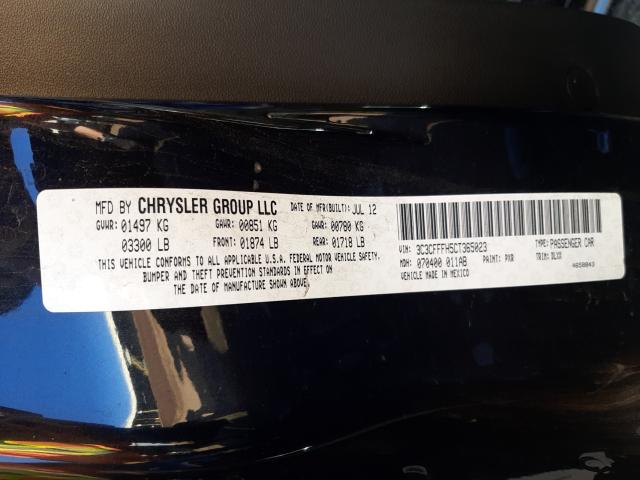 MFD BY CHRYSLER GROUP LLC DATE OF MFR(BUILT): JUL 12
GVWR: 01497 KG GAWR: 00851 KG GAWR: 00780 KG
03300 LB FRONT: 01874 LB REAR: 01718 LB
THIS VEHICLE CONFORMS TO ALL APPLICABLE U.S.A. FEDERAL MOTOR VEHICLE SAFETY,
BUMPER AND THEFT PREVENTION STANDARDS IN EFFECT ON
THE DATE OF MANUFACTURE SHOWN ABOVE.
VIN: 3C3CFFFH5CT365023 TYPE: PASSENGER CAR
MDH: 070400 011AB PAINT: PXR TRIM: DLX8
VEHICLE MADE IN MEXICO 4658843